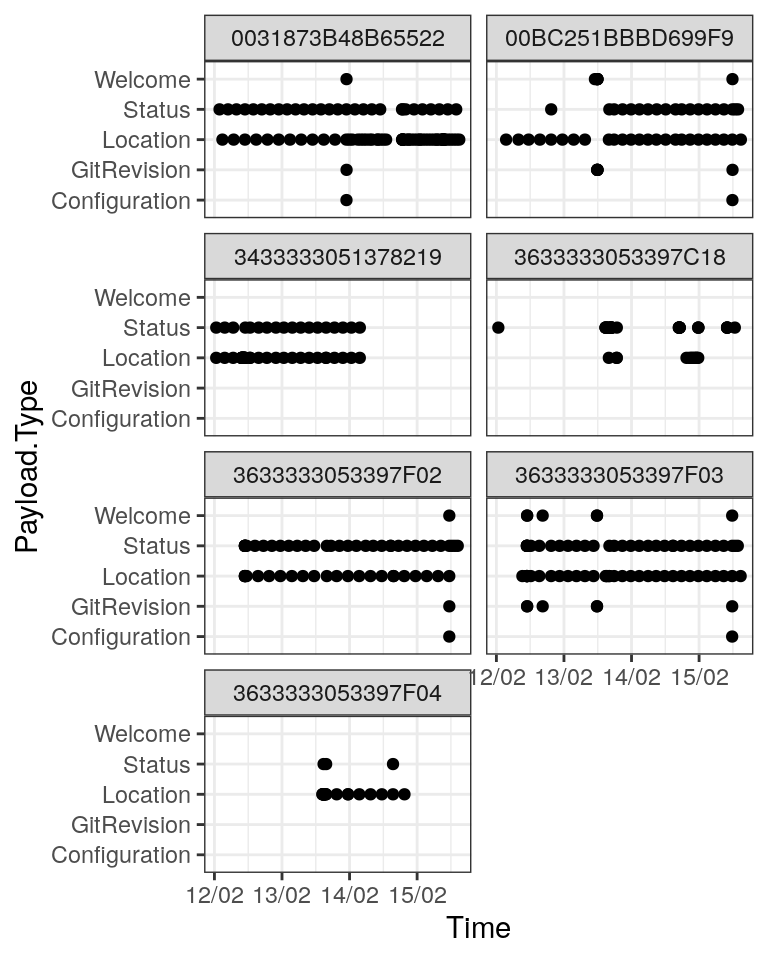 0031873B48B65522 00BC251BBBD699F9
Welcome
Status
Location
GitRevision
Configuration
3433333051378219 3633333053397C18
Welcome
Status
Location
GitRevision
Configuration
Payload.Type
3633333053397F02 3633333053397F03
Welcome
Status
Location
GitRevision
Configuration
12/02 13/02 14/02 15/02
3633333053397F04
Welcome
Status
Location
GitRevision
Configuration
12/02 13/02 14/02 15/02
Time